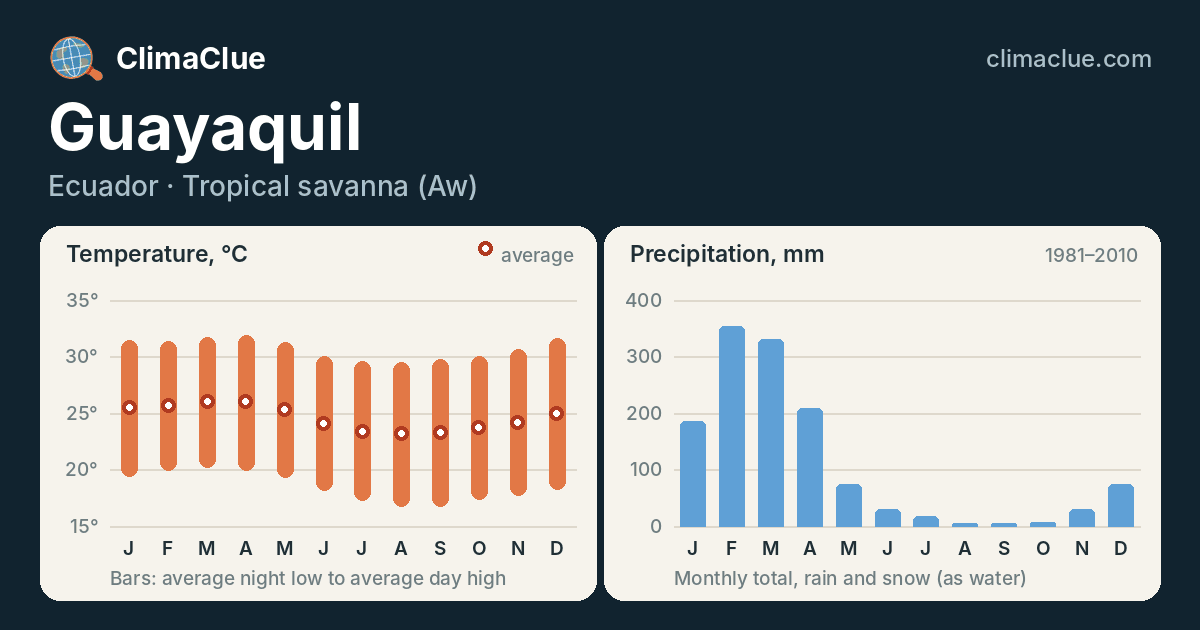 ClimaClue
climaclue.com
Guayaquil
Ecuador · Tropical savanna (Aw)
Temperature, °C
average
35°
30°
25°
20°
15°
J F M A M J J A S O N D
Bars: average night low to average day high
Precipitation, mm
1981–2010
400
300
200
100
0
J F M A M J J A S O N D
Monthly total, rain and snow (as water)